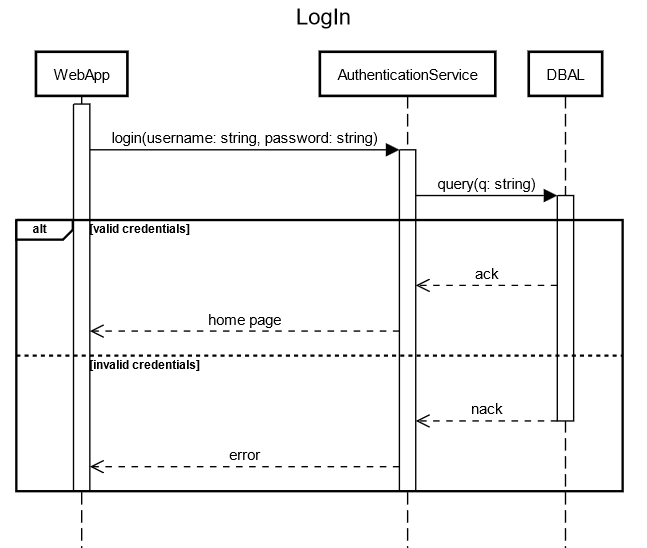 LogIn
WebApp
AuthenticationService
DBAL
login(username: string, password: string)
query(q: string)
alt
[valid credentials]
ack
home page
[invalid credentials]
nack
error